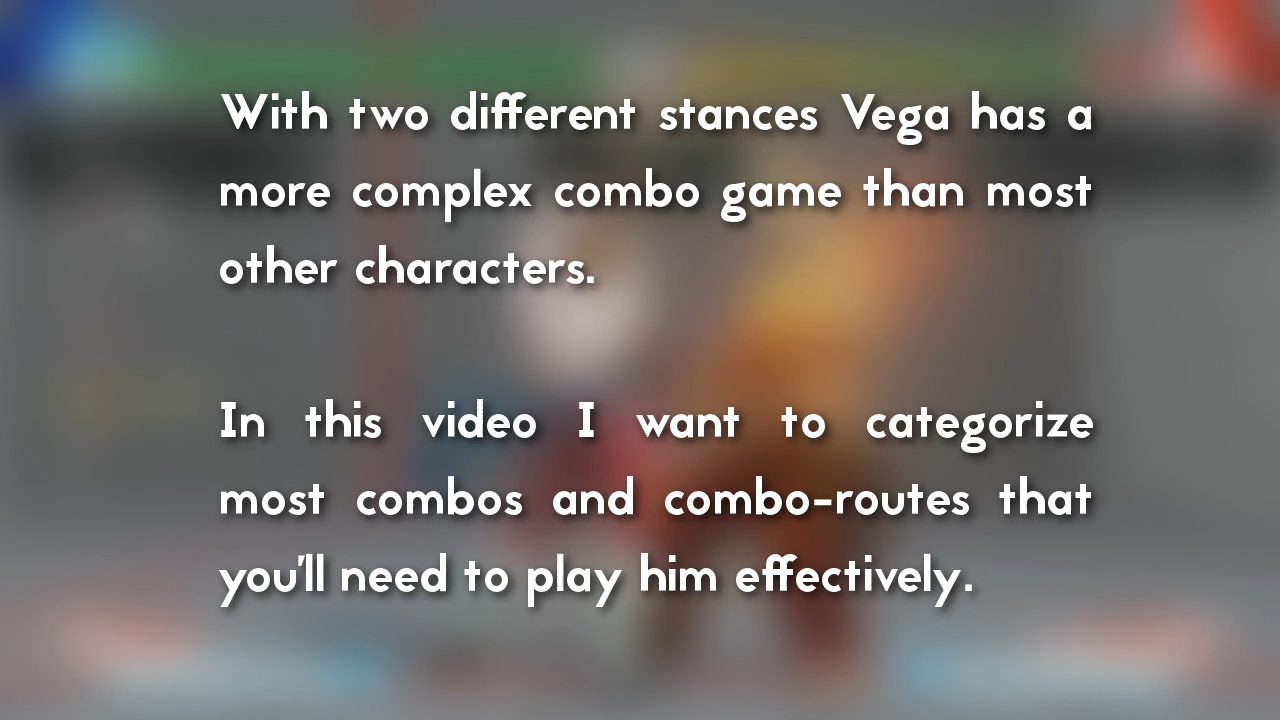 With two different stances Vega has a
more complex combo game than most
other characters.
In this video I want to categorize
most combos and combo-routes that
you'll need to play him effectively.